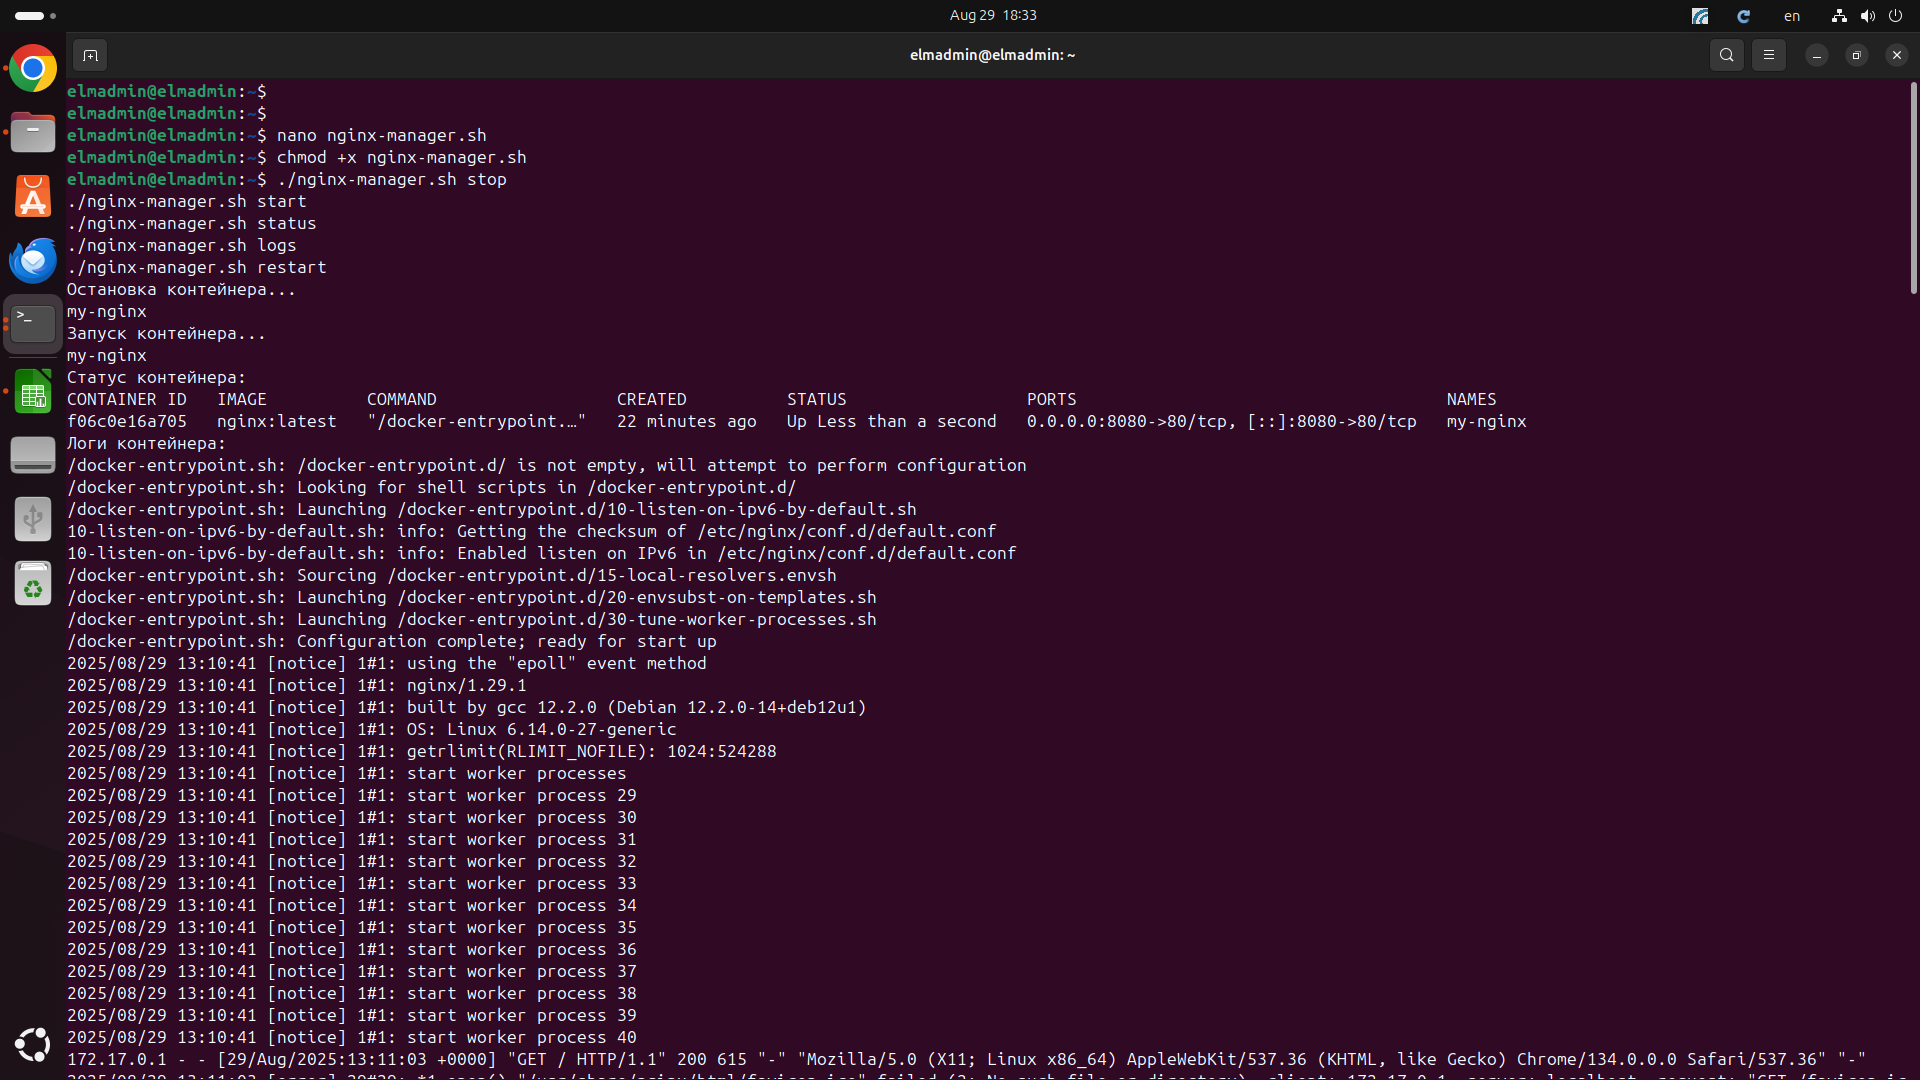 Aug 29 18:33
en
elmadmin@elmadmin: ~
elmadmin@elmadmin:~$
elmadmin@elmadmin:~$
elmadmin@elmadmin:~$ nano nginx-manager.sh
elmadmin@elmadmin:~$ chmod +x nginx-manager.sh
elmadmin@elmadmin:~$ ./nginx-manager.sh stop
./nginx-manager.sh start
./nginx-manager.sh status
./nginx-manager.sh logs
./nginx-manager.sh restart
Остановка контейнера...
my-nginx
Запуск контейнера...
my-nginx
Статус контейнера:
CONTAINER ID   IMAGE          COMMAND                  CREATED          STATUS                  PORTS                                     NAMES
f06c0e16a705   nginx:latest   "/docker-entrypoint.…"   22 minutes ago   Up Less than a second   0.0.0.0:8080->80/tcp, [::]:8080->80/tcp   my-nginx
Логи контейнера:
/docker-entrypoint.sh: /docker-entrypoint.d/ is not empty, will attempt to perform configuration
/docker-entrypoint.sh: Looking for shell scripts in /docker-entrypoint.d/
/docker-entrypoint.sh: Launching /docker-entrypoint.d/10-listen-on-ipv6-by-default.sh
10-listen-on-ipv6-by-default.sh: info: Getting the checksum of /etc/nginx/conf.d/default.conf
10-listen-on-ipv6-by-default.sh: info: Enabled listen on IPv6 in /etc/nginx/conf.d/default.conf
/docker-entrypoint.sh: Sourcing /docker-entrypoint.d/15-local-resolvers.envsh
/docker-entrypoint.sh: Launching /docker-entrypoint.d/20-envsubst-on-templates.sh
/docker-entrypoint.sh: Launching /docker-entrypoint.d/30-tune-worker-processes.sh
/docker-entrypoint.sh: Configuration complete; ready for start up
2025/08/29 13:10:41 [notice] 1#1: using the "epoll" event method
2025/08/29 13:10:41 [notice] 1#1: nginx/1.29.1
2025/08/29 13:10:41 [notice] 1#1: built by gcc 12.2.0 (Debian 12.2.0-14+deb12u1)
2025/08/29 13:10:41 [notice] 1#1: OS: Linux 6.14.0-27-generic
2025/08/29 13:10:41 [notice] 1#1: getrlimit(RLIMIT_NOFILE): 1024:524288
2025/08/29 13:10:41 [notice] 1#1: start worker processes
2025/08/29 13:10:41 [notice] 1#1: start worker process 29
2025/08/29 13:10:41 [notice] 1#1: start worker process 30
2025/08/29 13:10:41 [notice] 1#1: start worker process 31
2025/08/29 13:10:41 [notice] 1#1: start worker process 32
2025/08/29 13:10:41 [notice] 1#1: start worker process 33
2025/08/29 13:10:41 [notice] 1#1: start worker process 34
2025/08/29 13:10:41 [notice] 1#1: start worker process 35
2025/08/29 13:10:41 [notice] 1#1: start worker process 36
2025/08/29 13:10:41 [notice] 1#1: start worker process 37
2025/08/29 13:10:41 [notice] 1#1: start worker process 38
2025/08/29 13:10:41 [notice] 1#1: start worker process 39
2025/08/29 13:10:41 [notice] 1#1: start worker process 40
172.17.0.1 - - [29/Aug/2025:13:11:03 +0000] "GET / HTTP/1.1" 200 615 "-" "Mozilla/5.0 (X11; Linux x86_64) AppleWebKit/537.36 (KHTML, like Gecko) Chrome/134.0.0.0 Safari/537.36" "-"